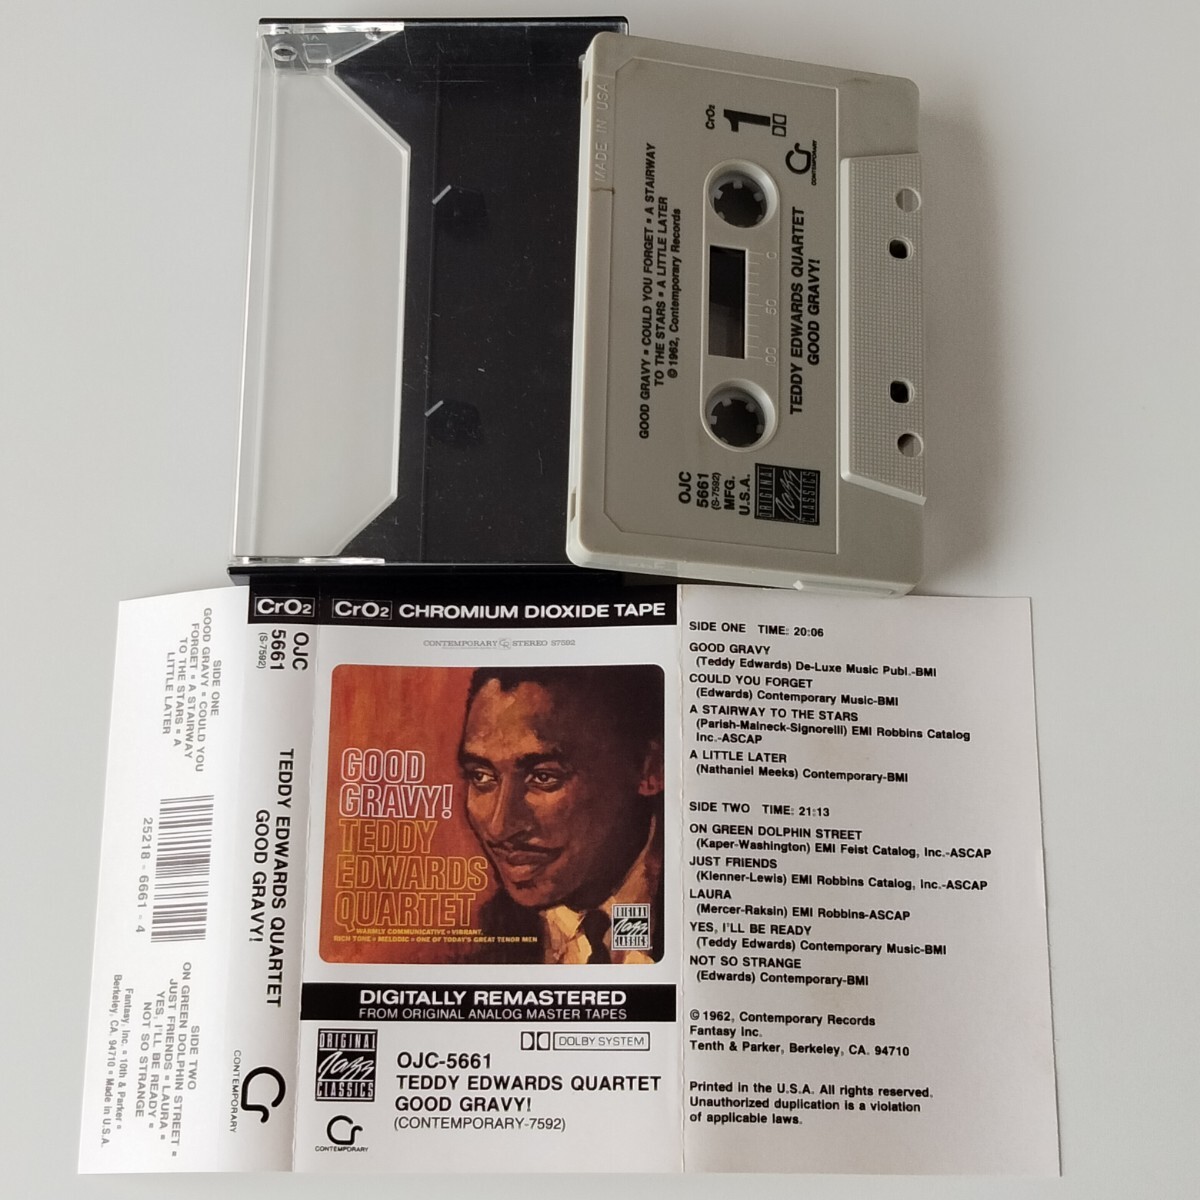 MADE IN USA
GOOD GRAVY ▪ COULD YOU FORGET ▪ A STAIRWAY
TO THE STARS ▪ A LITTLE LATER
℗ 1962, Contemporary Records
CrO₂
1
CONTEMPORARY
100 50 0
TEDDY EDWARDS QUARTET
GOOD GRAVY!
OJC
5661
(S-7592)
MFG.
U.S.A.
ORIGINAL
Jazz
CLASSICS
SIDE ONE
GOOD GRAVY ▪ COULD YOU
FORGET ▪ A STAIRWAY
TO THE STARS ▪ A
LITTLE LATER
25218 - 6661 - 4
SIDE TWO
ON GREEN DOLPHIN STREET ▪
JUST FRIENDS ▪ LAURA ▪
YES, I'LL BE READY ▪
NOT SO STRANGE
Fantasy, Inc. ▪ 10th & Parker ▪
Berkeley, CA. 94710 ▪ Made in U.S.A.
CrO₂
OJC
5661
(S-7592)
TEDDY EDWARDS QUARTET
GOOD GRAVY!
CONTEMPORARY
CrO₂ CHROMIUM DIOXIDE TAPE
CONTEMPORARY CR STEREO S7592
GOOD
GRAVY!
TEDDY
EDWARDS
QUARTET
WARMLY COMMUNICATIVE ▪ VIBRANT,
RICH TONE ▪ MELODIC ▪ ONE OF TODAY'S GREAT TENOR MEN
ORIGINAL
Jazz
CLASSICS
DIGITALLY REMASTERED
FROM ORIGINAL ANALOG MASTER TAPES
ORIGINAL
Jazz
CLASSICS
CONTEMPORARY
DOLBY SYSTEM
OJC-5661
TEDDY EDWARDS QUARTET
GOOD GRAVY!
(CONTEMPORARY-7592)
SIDE ONE TIME: 20:06
GOOD GRAVY
(Teddy Edwards) De-Luxe Music Publ.-BMI
COULD YOU FORGET
(Edwards) Contemporary Music-BMI
A STAIRWAY TO THE STARS
(Parish-Malneck-Signorelli) EMI Robbins Catalog
Inc.-ASCAP
A LITTLE LATER
(Nathaniel Meeks) Contemporary-BMI
SIDE TWO TIME: 21:13
ON GREEN DOLPHIN STREET
(Kaper-Washington) EMI Feist Catalog, Inc.-ASCAP
JUST FRIENDS
(Klenner-Lewis) EMI Robbins Catalog, Inc.-ASCAP
LAURA
(Mercer-Raksin) EMI Robbins-ASCAP
YES, I'LL BE READY
(Teddy Edwards) Contemporary Music-BMI
NOT SO STRANGE
(Edwards) Contemporary-BMI
© 1962, Contemporary Records
Fantasy Inc.
Tenth & Parker, Berkeley, CA. 94710
Printed in the U.S.A. All rights reserved.
Unauthorized duplication is a violation
of applicable laws.